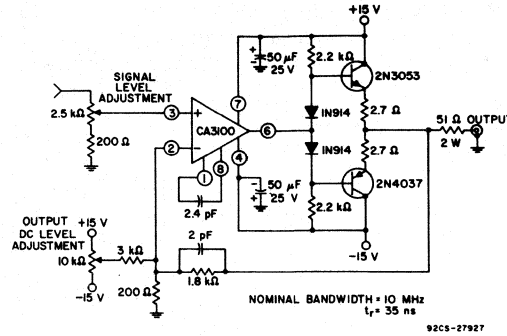 +15 V
50 µF
25 V
2.2 kΩ
2N3053
SIGNAL
LEVEL
ADJUSTMENT
7
2.7 Ω
51 Ω OUTPUT
2.5 kΩ
3
+
CA3100
6
IN914
2 W
200 Ω
2
–
4
IN914
2.7 Ω
1
8
50 µF
25 V
2N4037
2.4 pF
2.2 kΩ
OUTPUT
DC LEVEL
ADJUSTMENT
+15 V
2 pF
–15 V
3 kΩ
10 kΩ
1.8 kΩ
–15 V
200 Ω
NOMINAL BANDWIDTH = 10 MHz
tr = 35 ns
92CS-27927